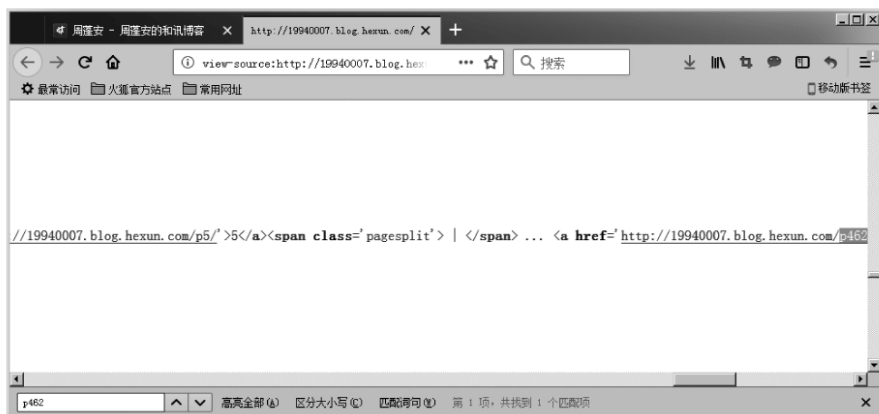 周蓬安 - 周蓬安的和讯博客 × http://19940007.blog.hexun.com/ × +
view-source:http://19940007.blog.hex ••• 搜索
最常访问 火狐官方站点 常用网址 移动版书签
//19940007.blog.hexun.com/p5/'>5</a><span class='pagesplit'> | </span> ... <a href='http://19940007.blog.hexun.com/p462
p462 高亮全部(A) 区分大小写(C) 匹配词句(W) 第 1 项，共找到 1 个匹配项 ×